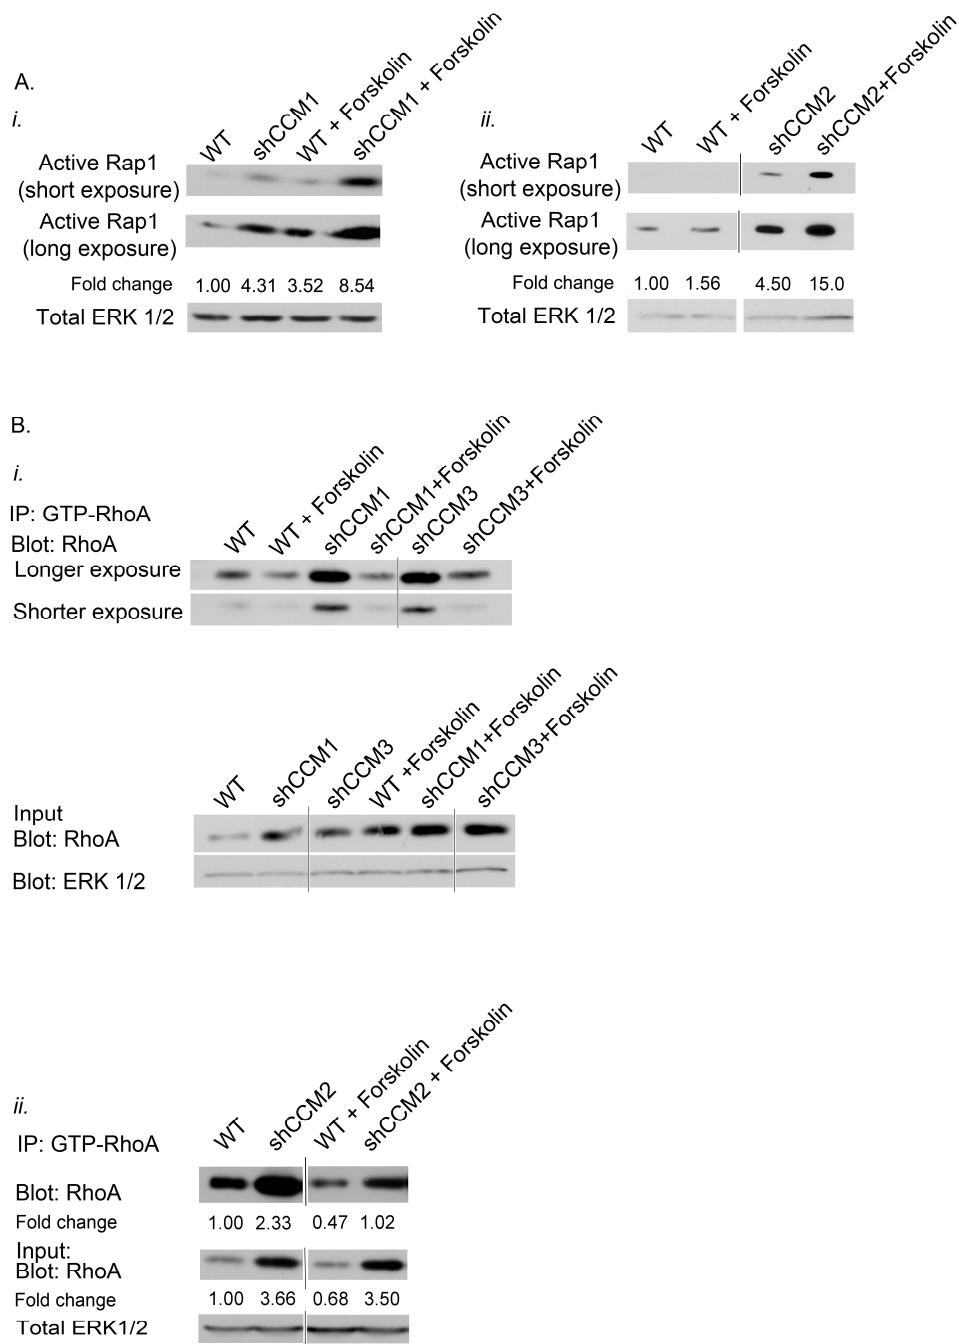 A.
i.
WT
shCCM1
WT + Forskolin
shCCM1 + Forskolin
Active Rap1
(short exposure)
Active Rap1
(long exposure)
Fold change 1.00 4.31 3.52 8.54
Total ERK 1/2
ii.
WT
WT + Forskolin
shCCM2
shCCM2+Forskolin
Active Rap1
(short exposure)
Active Rap1
(long exposure)
Fold change 1.00 1.56 4.50 15.0
Total ERK 1/2
B.
i.
IP: GTP-RhoA
Blot: RhoA
WT
WT + Forskolin
shCCM1
shCCM1+Forskolin
shCCM3
shCCM3+Forskolin
Longer exposure
Shorter exposure
WT
shCCM1
shCCM3
WT +Forskolin
shCCM1+Forskolin
shCCM3+Forskolin
Input
Blot: RhoA
Blot: ERK 1/2
ii.
IP: GTP-RhoA
WT
shCCM2
WT + Forskolin
shCCM2 + Forskolin
Blot: RhoA
Fold change 1.00 2.33 0.47 1.02
Input:
Blot: RhoA
Fold change 1.00 3.66 0.68 3.50
Total ERK1/2